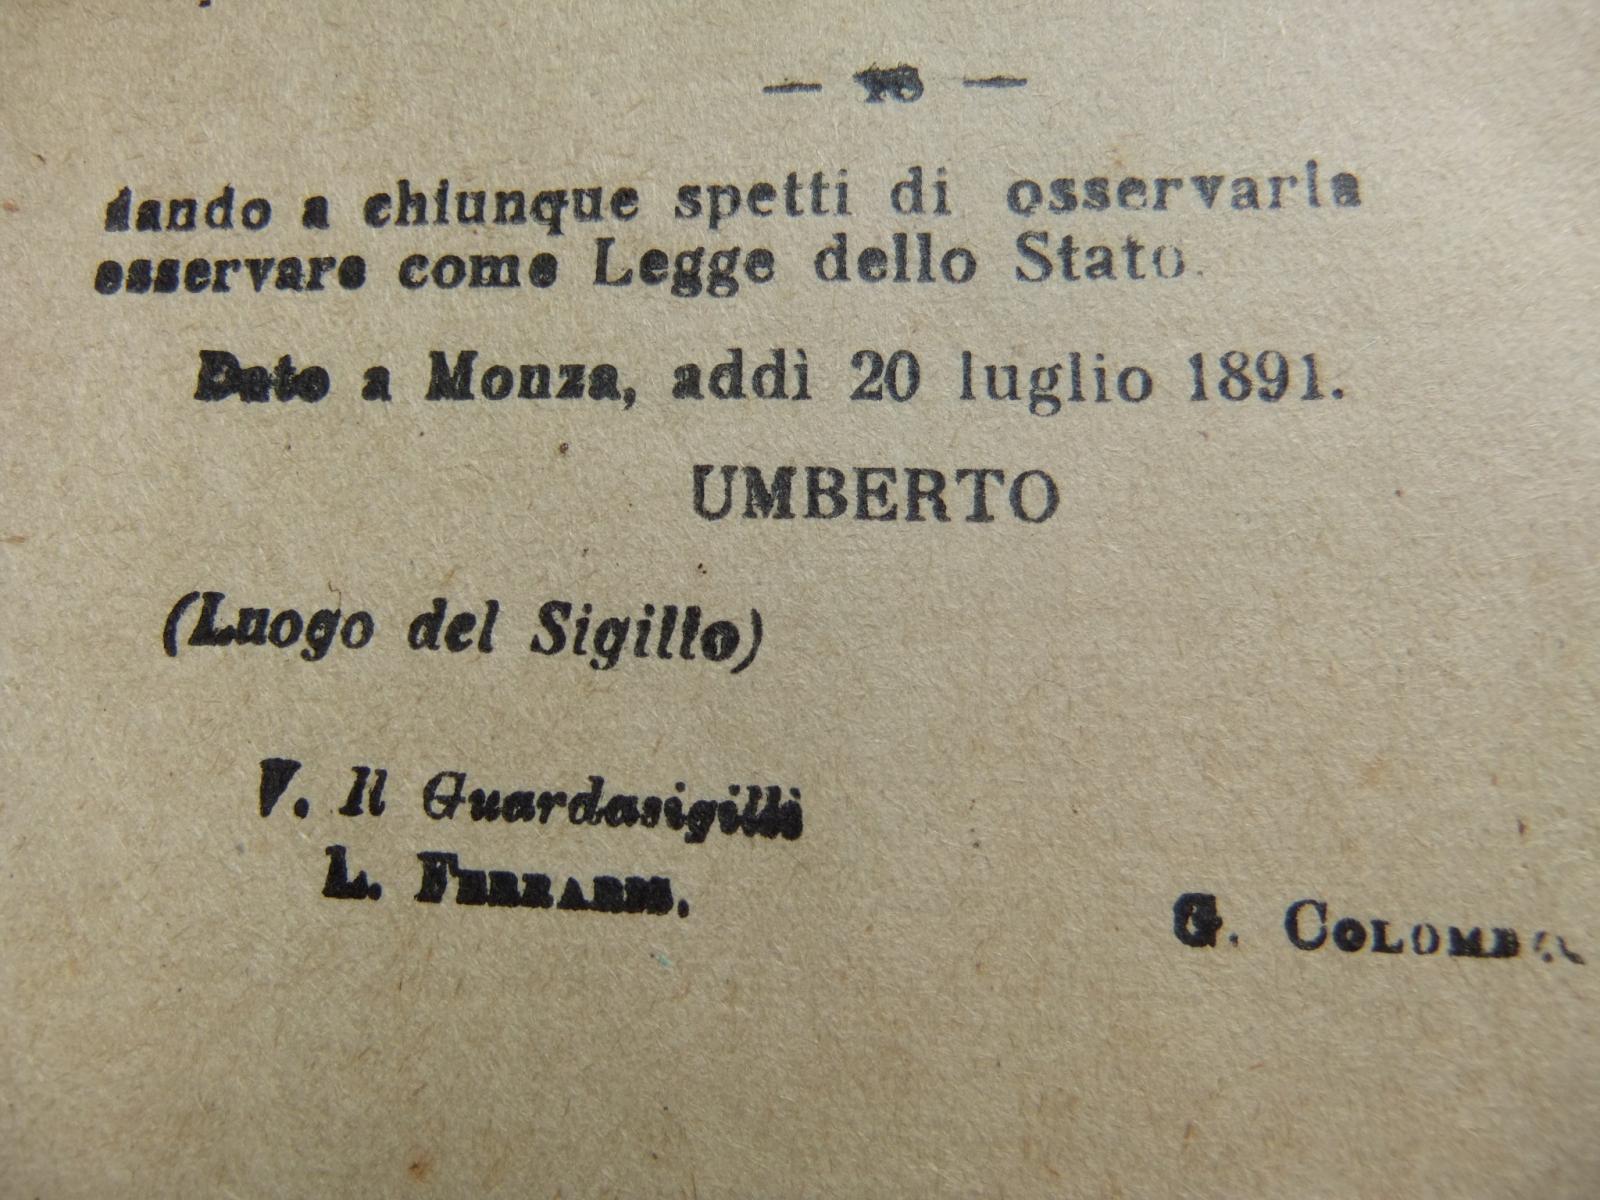 — 18 —
dando a chiunque spetti di osservarla
osservare come Legge dello Stato.
Dato a Monza, addì 20 luglio 1891.
UMBERTO
(Luogo del Sigillo)
V. Il Guardasigilli
L. FERRARIS.
G. COLOMBO